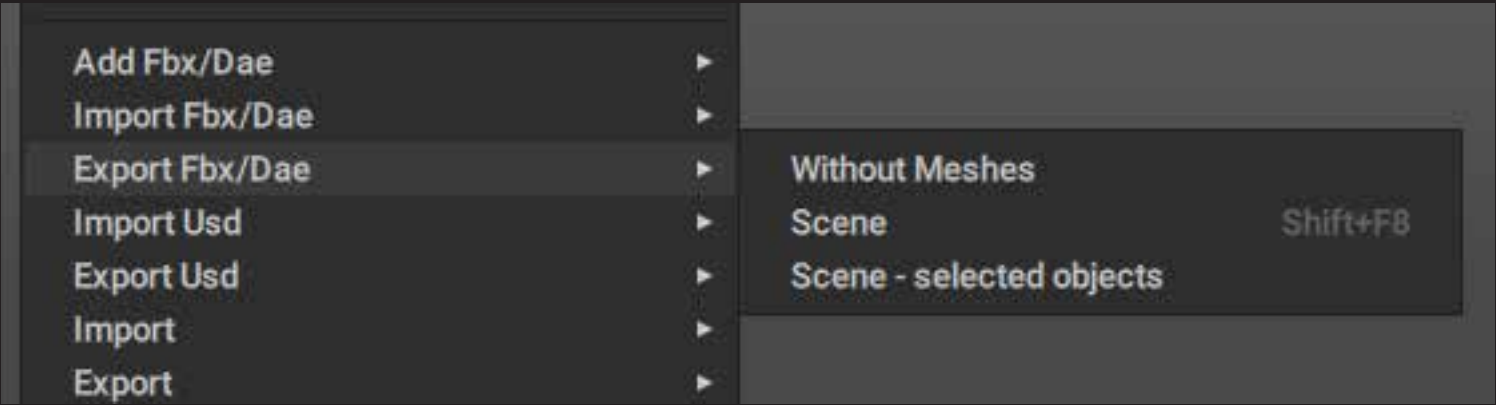 Add Fbx/Dae
Import Fbx/Dae
Export Fbx/Dae
Import Usd
Export Usd
Import
Export
Without Meshes
Scene Shift+F8
Scene - selected objects